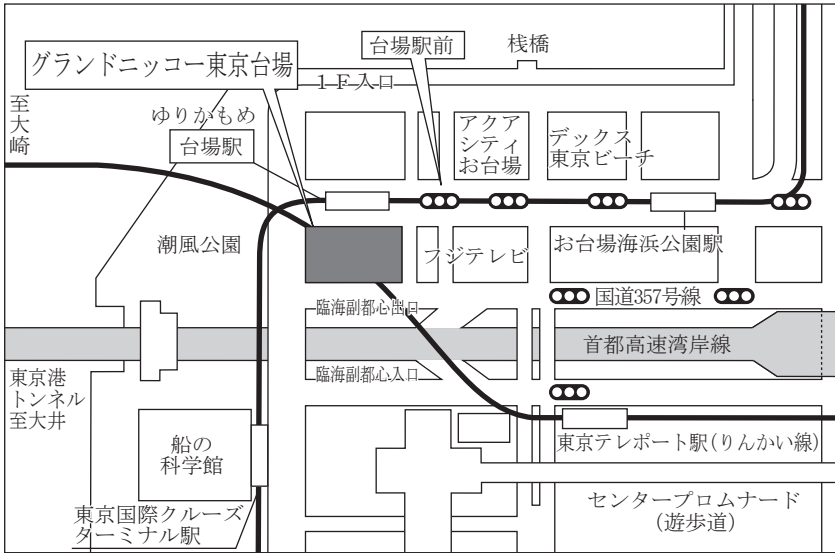 グランドニッコー東京台場
台場駅前
桟橋
1F入口
至大崎
ゆりかもめ
台場駅
アクア
シティ
お台場
デックス
東京ビーチ
潮風公園
フジテレビ
お台場海浜公園駅
国道357号線
臨海副都心出口
首都高速湾岸線
臨海副都心入口
東京港
トンネル
至大井
船の
科学館
東京テレポート駅(りんかい線)
東京国際クルーズ
ターミナル駅
センタープロムナード
(遊歩道)